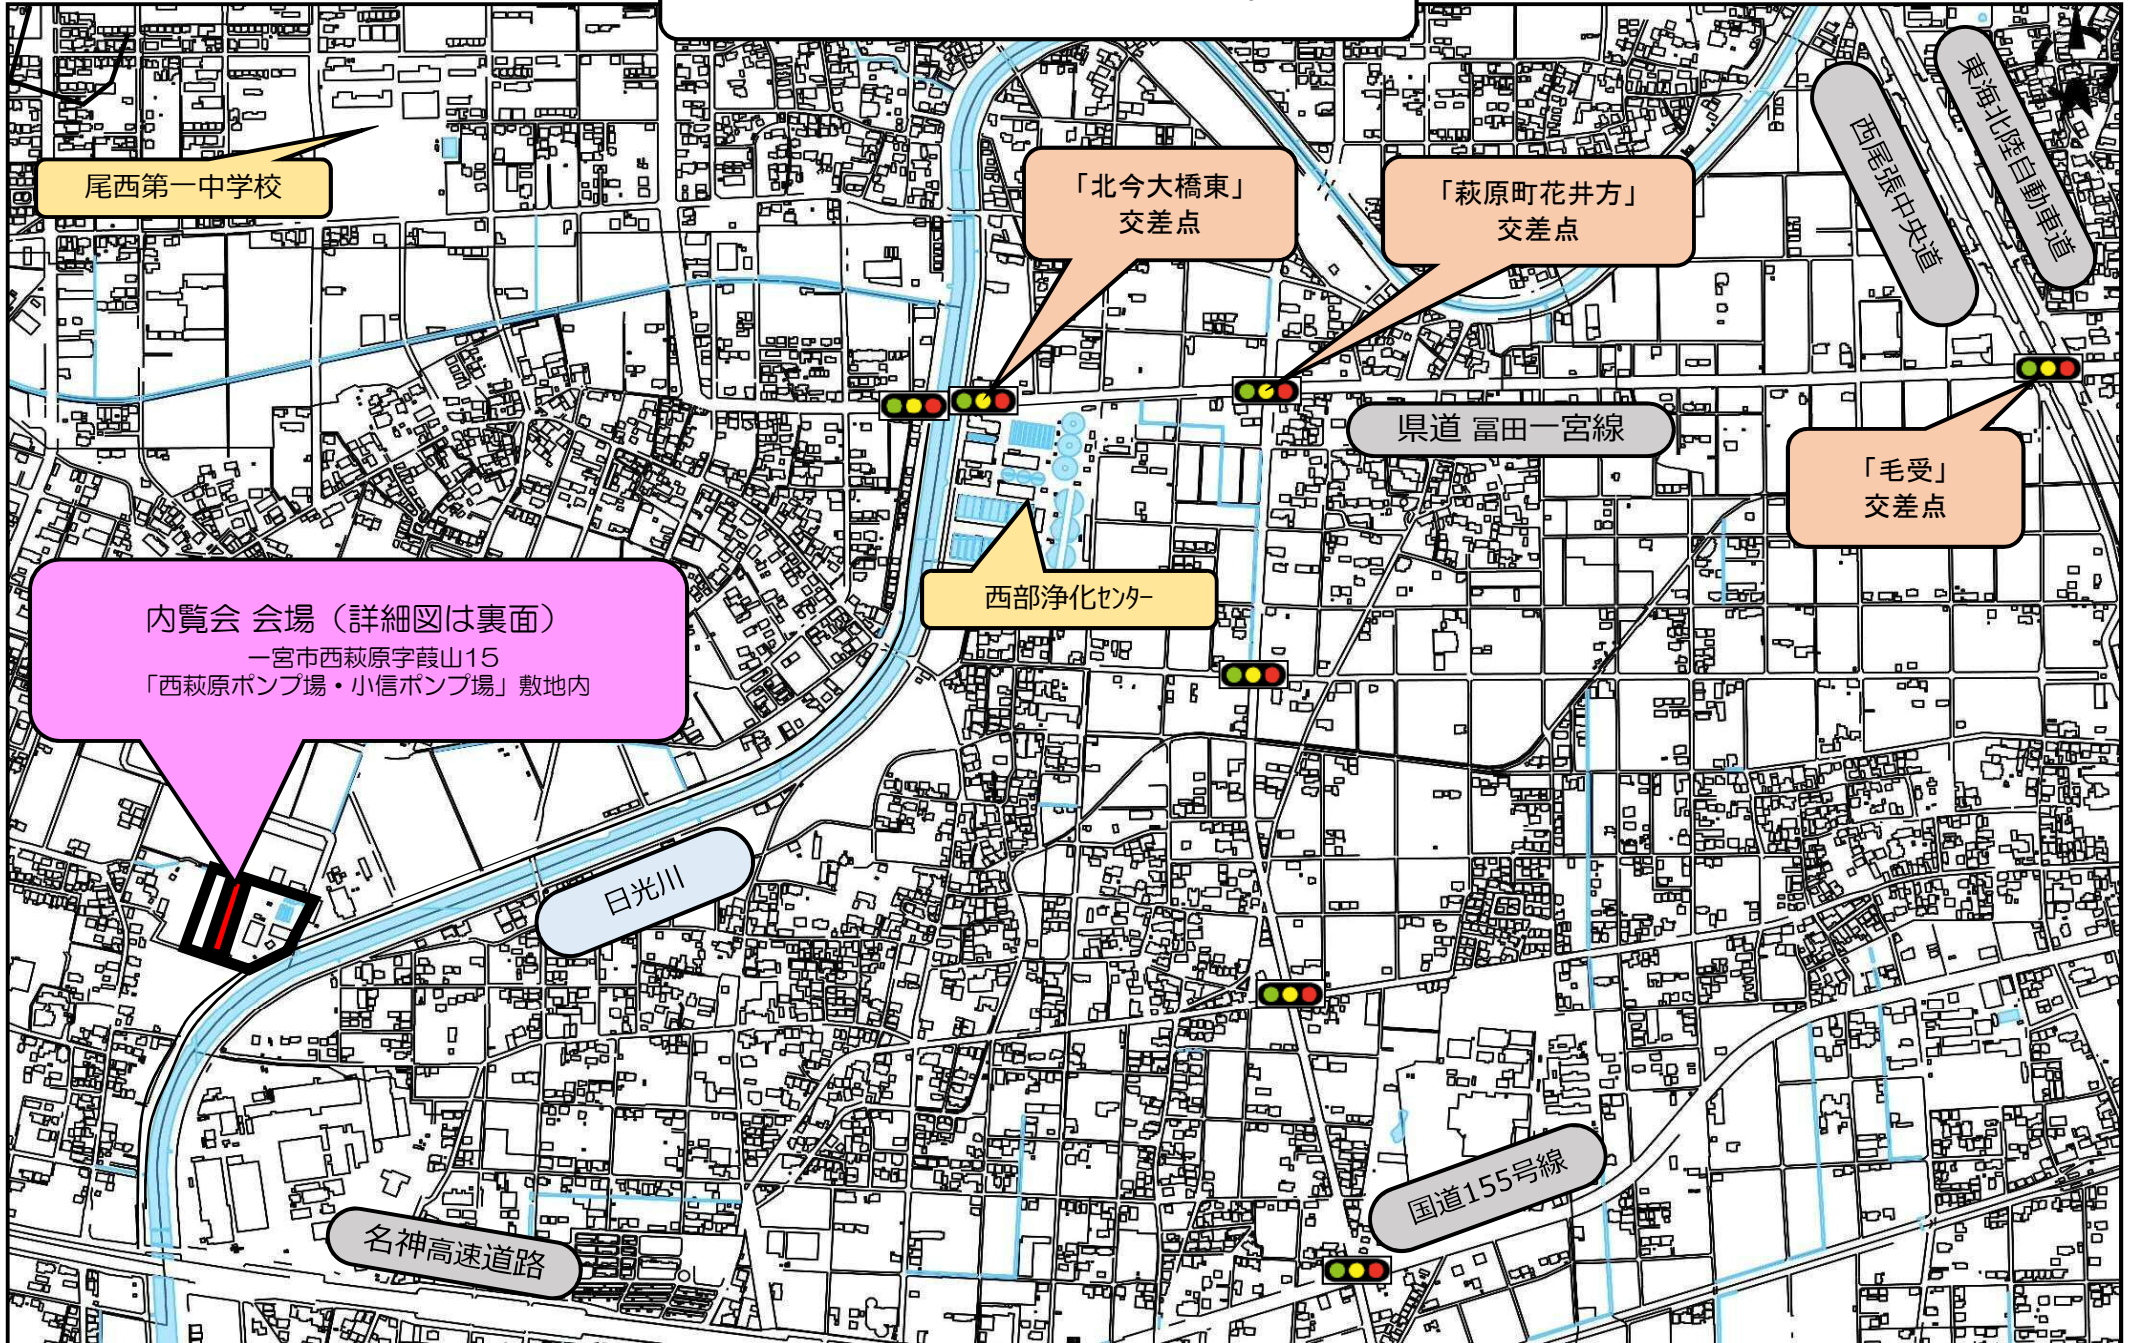 東海北陸自動車道
西尾張中央道
尾西第一中学校
「北今大橋東」
交差点
「萩原町花井方」
交差点
県道 冨田一宮線
「毛受」
交差点
西部浄化センター
内覧会 会場（詳細図は裏面）
一宮市西萩原字葭山15
「西萩原ポンプ場・小信ポンプ場」敷地内
日光川
国道155号線
名神高速道路